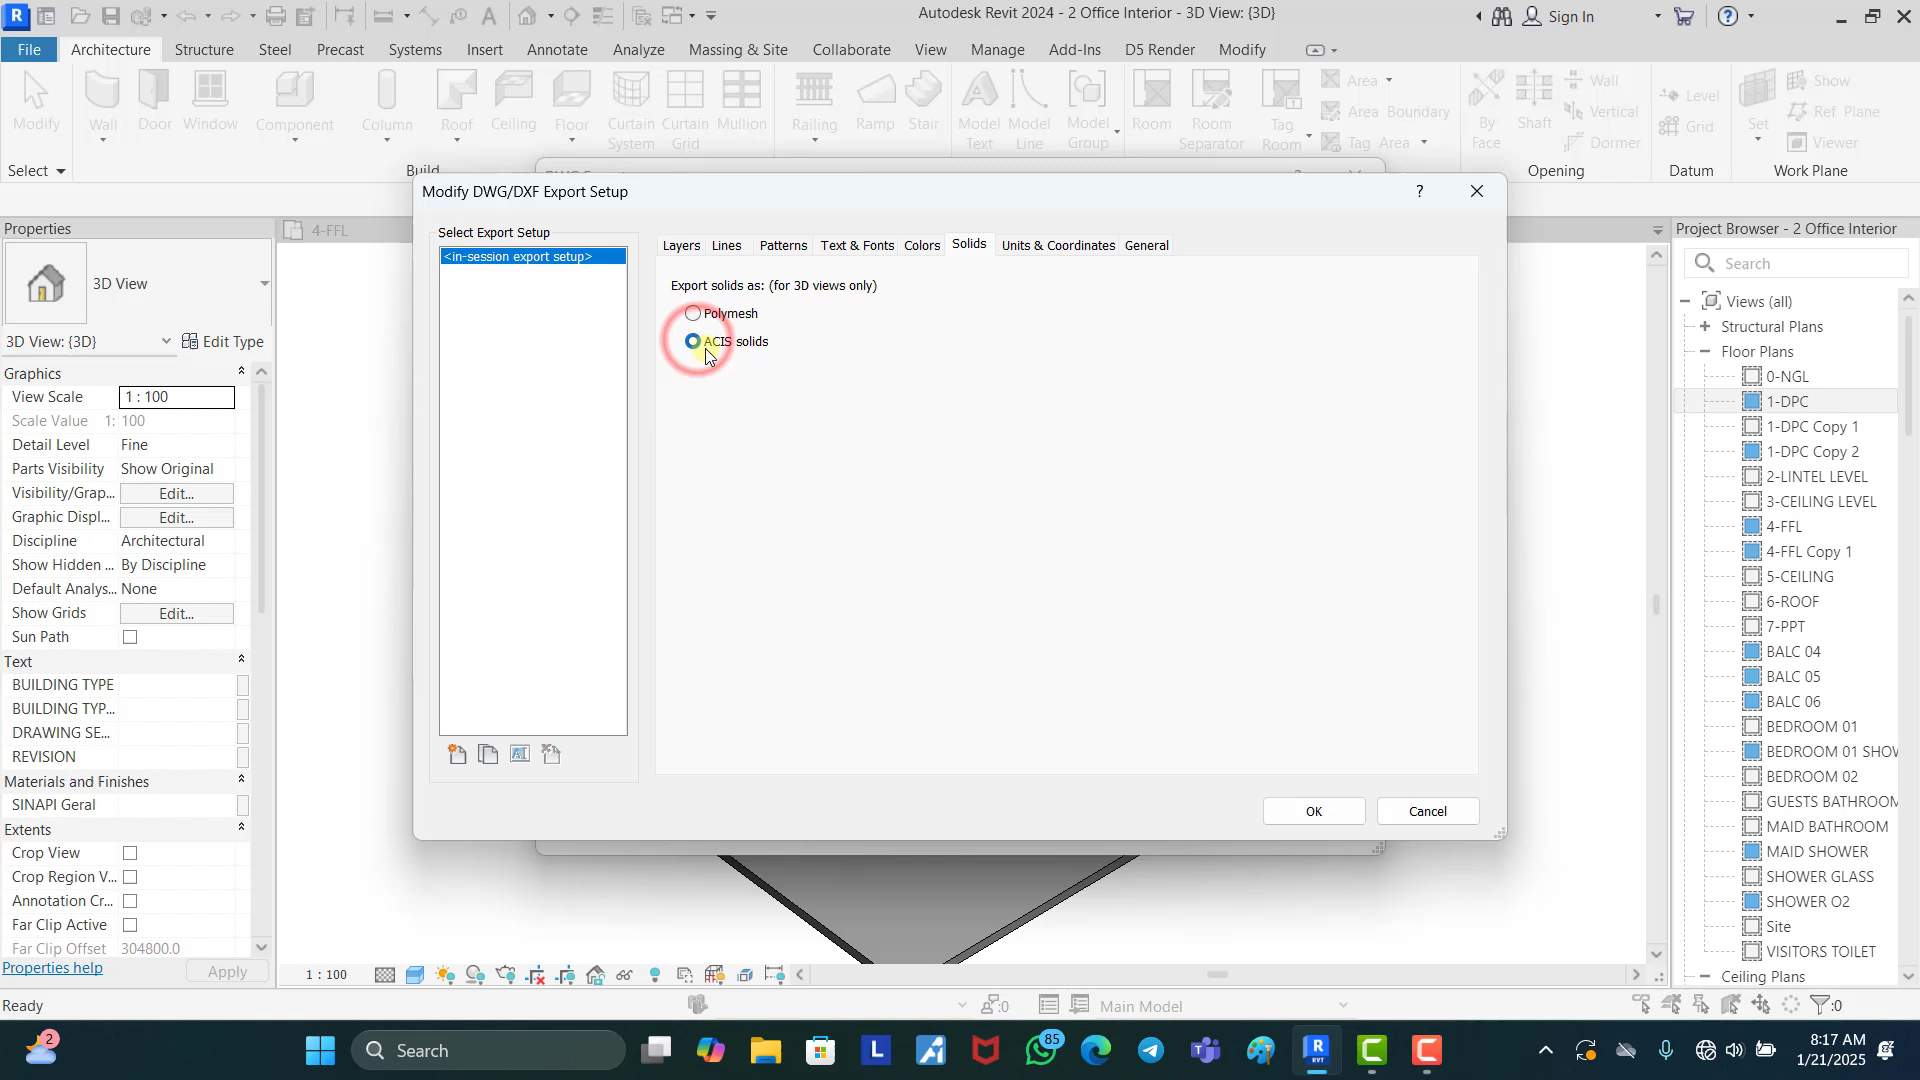 Autodesk Revit 2024 - 2 Office Interior - 3D View: {3D}
Sign In
File Architecture Structure Steel Precast Systems Insert Annotate Analyze Massing & Site Collaborate View Manage Add-Ins D5 Render Modify
Modify Wall Door Window Component Column Roof Ceiling Floor Curtain System Curtain Grid Mullion Railing Ramp Stair Model Text Model Line Model Group Room Room Separator Tag Room
Area
Area Boundary
Tag Area
By Face Shaft Wall Vertical Dormer
Level
Grid
Set Show Ref Plane Viewer
Select Build Opening Datum Work Plane
Modify DWG/DXF Export Setup
Properties
4-FFL
3D View
3D View: {3D} Edit Type
Graphics
View Scale 1 : 100
Scale Value 1: 100
Detail Level Fine
Parts Visibility Show Original
Visibility/Grap... Edit...
Graphic Displ... Edit...
Discipline Architectural
Show Hidden ... By Discipline
Default Analys... None
Show Grids Edit...
Sun Path
Text
BUILDING TYPE
BUILDING TYP...
DRAWING SE...
REVISION
Materials and Finishes
SINAPI Geral
Extents
Crop View
Crop Region V...
Annotation Cr...
Far Clip Active
Far Clip Offset 304800.0
Properties help Apply
Select Export Setup
<in-session export setup>
Layers Lines Patterns Text & Fonts Colors Solids Units & Coordinates General
Export solids as: (for 3D views only)
Polymesh
ACIS solids
OK Cancel
Project Browser - 2 Office Interior
Search
Views (all)
Structural Plans
Floor Plans
0-NGL
1-DPC
1-DPC Copy 1
1-DPC Copy 2
2-LINTEL LEVEL
3-CEILING LEVEL
4-FFL
4-FFL Copy 1
5-CEILING
6-ROOF
7-PPT
BALC 04
BALC 05
BALC 06
BEDROOM 01
BEDROOM 01 SHOW
BEDROOM 02
GUESTS BATHROOM
MAID BATHROOM
MAID SHOWER
SHOWER GLASS
SHOWER O2
Site
VISITORS TOILET
Ceiling Plans
1 : 100
Ready
:0
Main Model
:0
2
Search
85
8:17 AM
1/21/2025